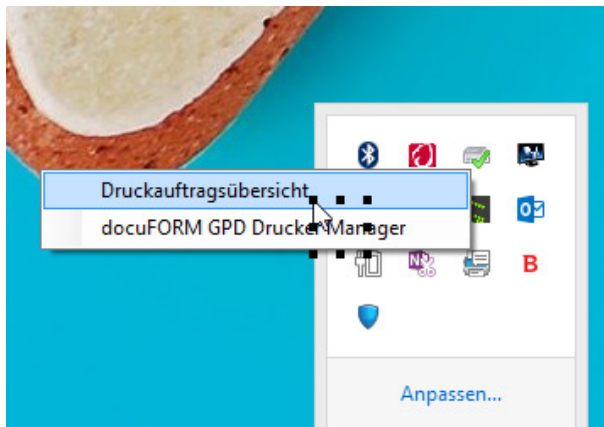 Druckauftragsübersicht
docuFORM GPD Drucker Manager
Anpassen...